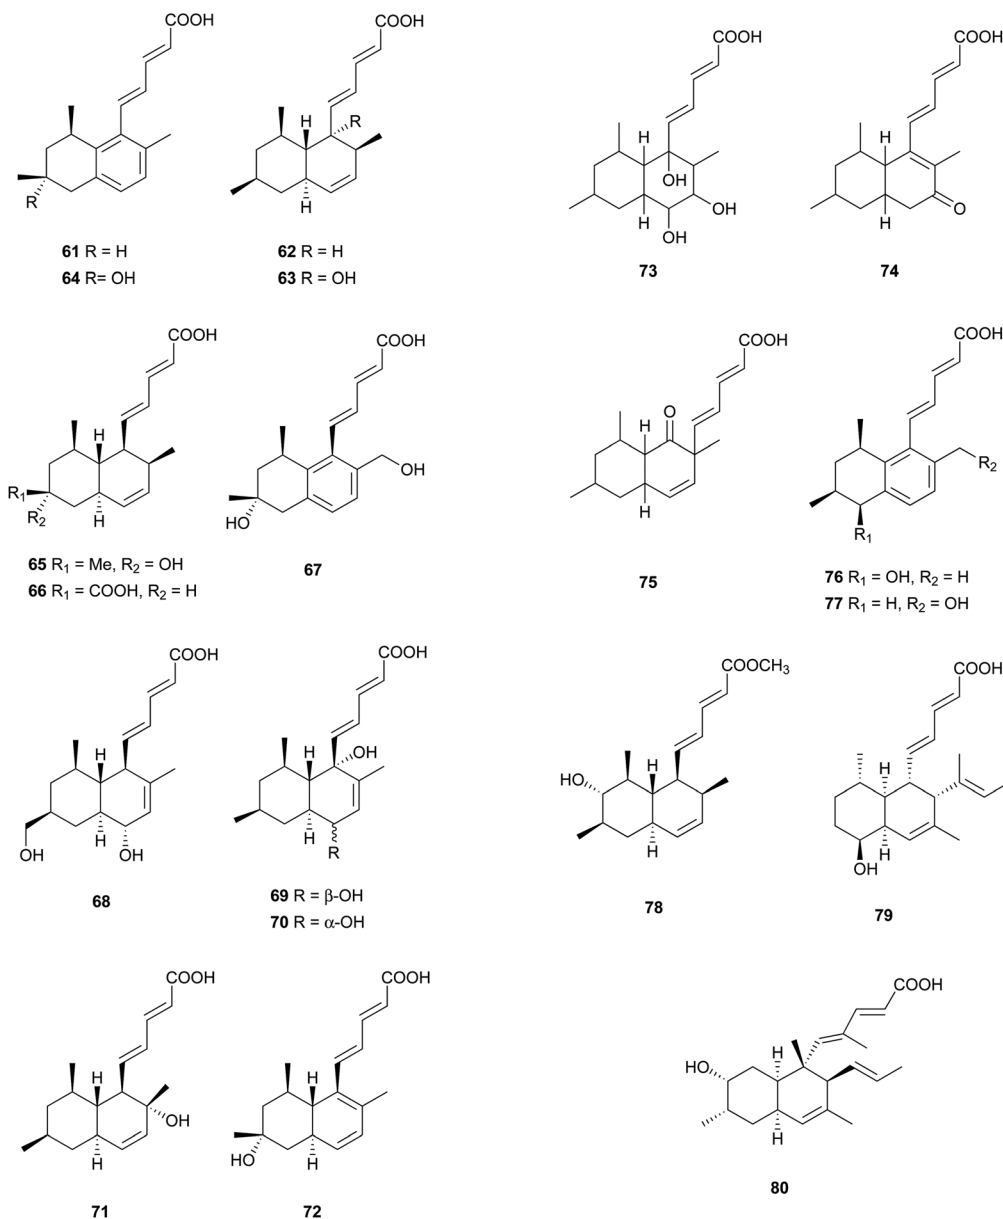 COOH
R
61 R = H
64 R= OH
COOH
H
R
H
62 R = H
63 R = OH
COOH
H
H
OH
OH
OH
73
COOH
H
H
O
74
COOH
H
R1
R2
H
65 R1 = Me, R2 = OH
66 R1 = COOH, R2 = H
COOH
OH
HO
67
COOH
O
H
H
75
COOH
R2
R1
76 R1 = OH, R2 = H
77 R1 = H, R2 = OH
COOH
H
H
OH
OH
68
COOH
H
OH
H
R
69 R = β-OH
70 R = α-OH
COOCH3
HO
H
H
78
COOH
H
H
OH
79
COOH
H
OH
H
71
COOH
H
HO
H
72
COOH
H
HO
H
80